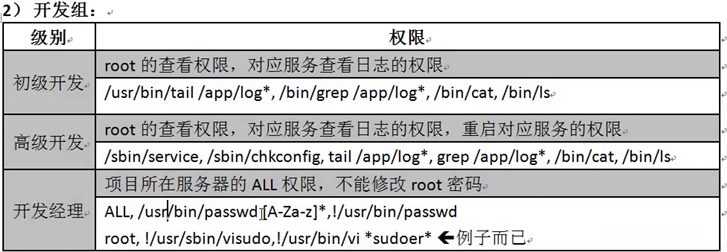 2）开发组：
级别 权限
初级开发 root 的查看权限，对应服务查看日志的权限
/usr/bin/tail /app/log*, /bin/grep /app/log*, /bin/cat, /bin/ls
高级开发 root 的查看权限，对应服务查看日志的权限，重启对应服务的权限
/sbin/service, /sbin/chkconfig, tail /app/log*, grep /app/log*, /bin/cat, /bin/ls
开发经理 项目所在服务器的 ALL 权限，不能修改 root 密码
ALL, /usr/bin/passwd [A-Za-z]*,!/usr/bin/passwd
root, !/usr/sbin/visudo,!/usr/bin/vi *sudoer* ←例子而已